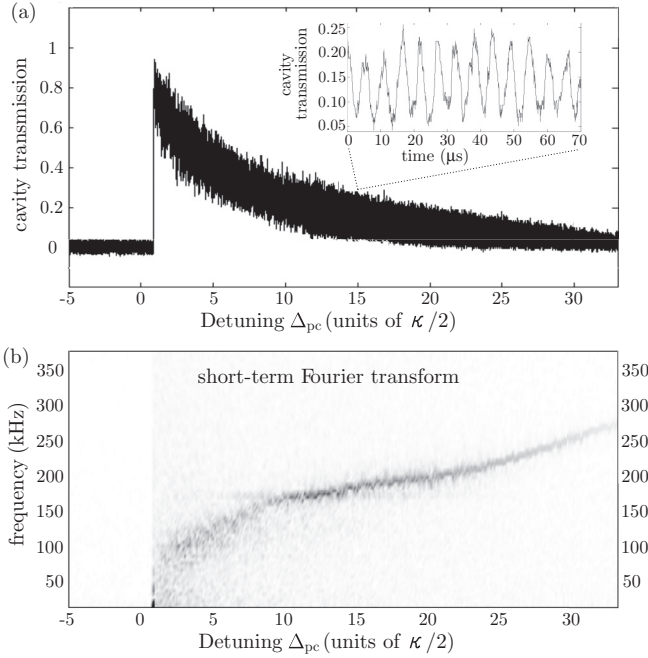 (a)
cavity transmission
1
0.8
0.6
0.4
0.2
0
-5 0 5 10 15 20 25 30
Detuning Δpc (units of κ/2)
cavity
transmission
0.25
0.20
0.15
0.10
0.05
0 10 20 30 40 50 60 70
time (μs)
(b)
short-term Fourier transform
frequency (kHz)
350 350
300 300
250 250
200 200
150 150
100 100
50 50
-5 0 5 10 15 20 25 30
Detuning Δpc (units of κ/2)